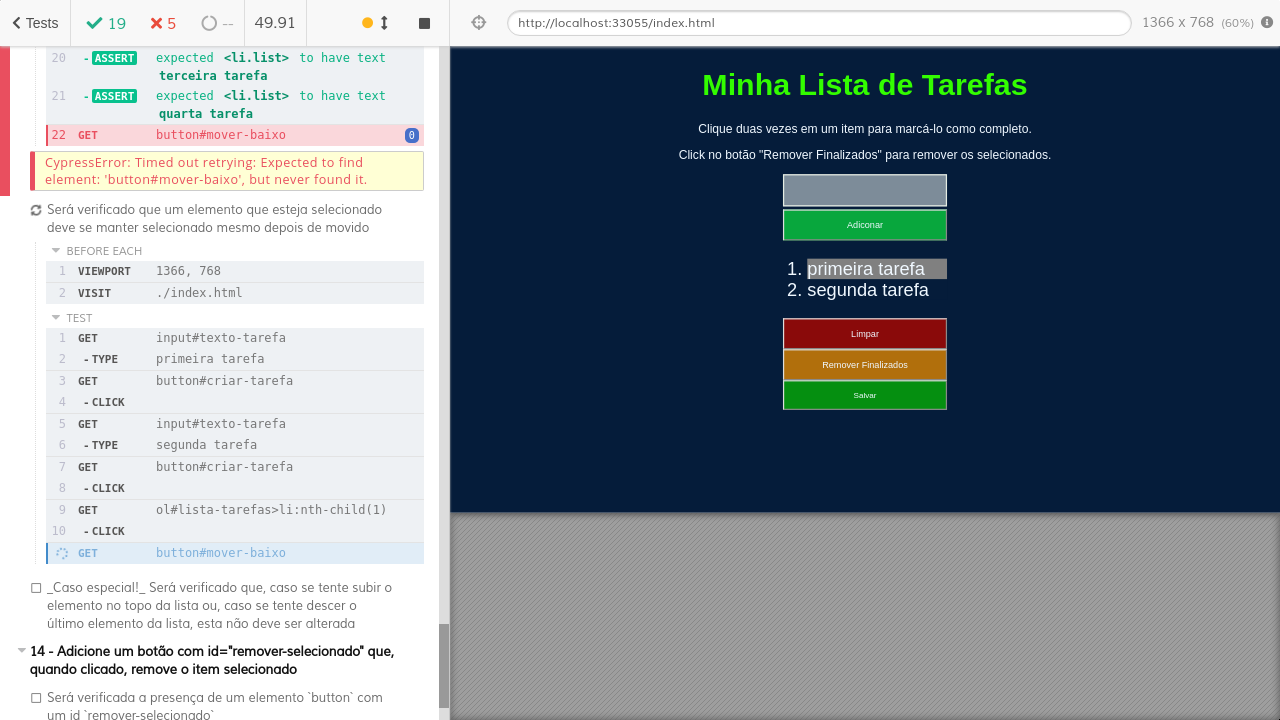 Tests 19 5 -- 49.91
20 - ASSERT expected <li.list> to have text
terceira tarefa
21 - ASSERT expected <li.list> to have text
quarta tarefa
22 GET button#mover-baixo 0
CypressError: Timed out retrying: Expected to find
element: 'button#mover-baixo', but never found it.
Será verificado que um elemento que esteja selecionado
deve se manter selecionado mesmo depois de movido
BEFORE EACH
1 VIEWPORT 1366, 768
2 VISIT ./index.html
TEST
1 GET input#texto-tarefa
2 - TYPE primeira tarefa
3 GET button#criar-tarefa
4 - CLICK
5 GET input#texto-tarefa
6 - TYPE segunda tarefa
7 GET button#criar-tarefa
8 - CLICK
9 GET ol#lista-tarefas>li:nth-child(1)
10 - CLICK
GET button#mover-baixo
_Caso especial!_ Será verificado que, caso se tente subir o
elemento no topo da lista ou, caso se tente descer o
último elemento da lista, esta não deve ser alterada
14 - Adicione um botão com id="remover-selecionado" que,
quando clicado, remove o item selecionado
Será verificada a presença de um elemento `button` com
um id `remover-selecionado`
http://localhost:33055/index.html 1366 x 768 (60%)
Minha Lista de Tarefas
Clique duas vezes em um item para marcá-lo como completo.
Click no botão "Remover Finalizados" para remover os selecionados.
Adiconar
1. primeira tarefa
2. segunda tarefa
Limpar
Remover Finalizados
Salvar